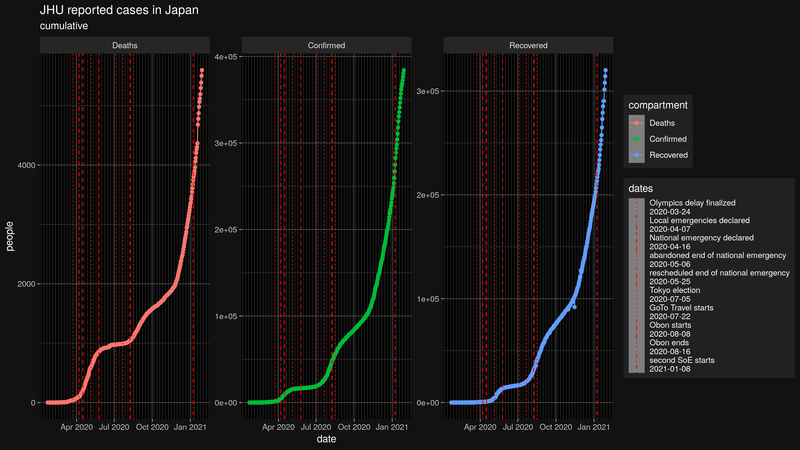 JHU reported cases in Japan
cumulative
Deaths
Confirmed
Recovered
people
4000
2000
0
4e+05
4e+05
2e+05
2e+05
0e+00
3e+05
2e+05
1e+05
0e+00
Apr 2020 Jul 2020 Oct 2020 Jan 2021
Apr 2020 Jul 2020 Oct 2020 Jan 2021
Apr 2020 Jul 2020 Oct 2020 Jan 2021
date
compartment
Deaths
Confirmed
Recovered
dates
Olympics delay finalized
2020-03-24
Local emergencies declared
2020-04-07
National emergency declared
2020-04-16
abandoned end of national emergency
2020-05-06
rescheduled end of national emergency
2020-05-25
Tokyo election
2020-07-05
GoTo Travel starts
2020-07-22
Obon starts
2020-08-08
Obon ends
2020-08-16
second SoE starts
2021-01-08